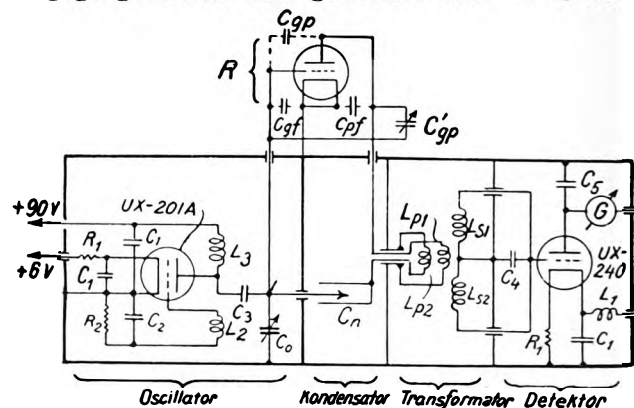 Cgp
R
Cgf
Cpf
C'gp
+90v
UX-201A
+6v
R1
C1
C1
R2
C2
L3
L2
C3
C0
Cn
Lp1
Lp2
Ls1
Ls2
C4
C5
G
UX-
240
L1
R1
C1
Oscillator Kondensator Transformator Detektor